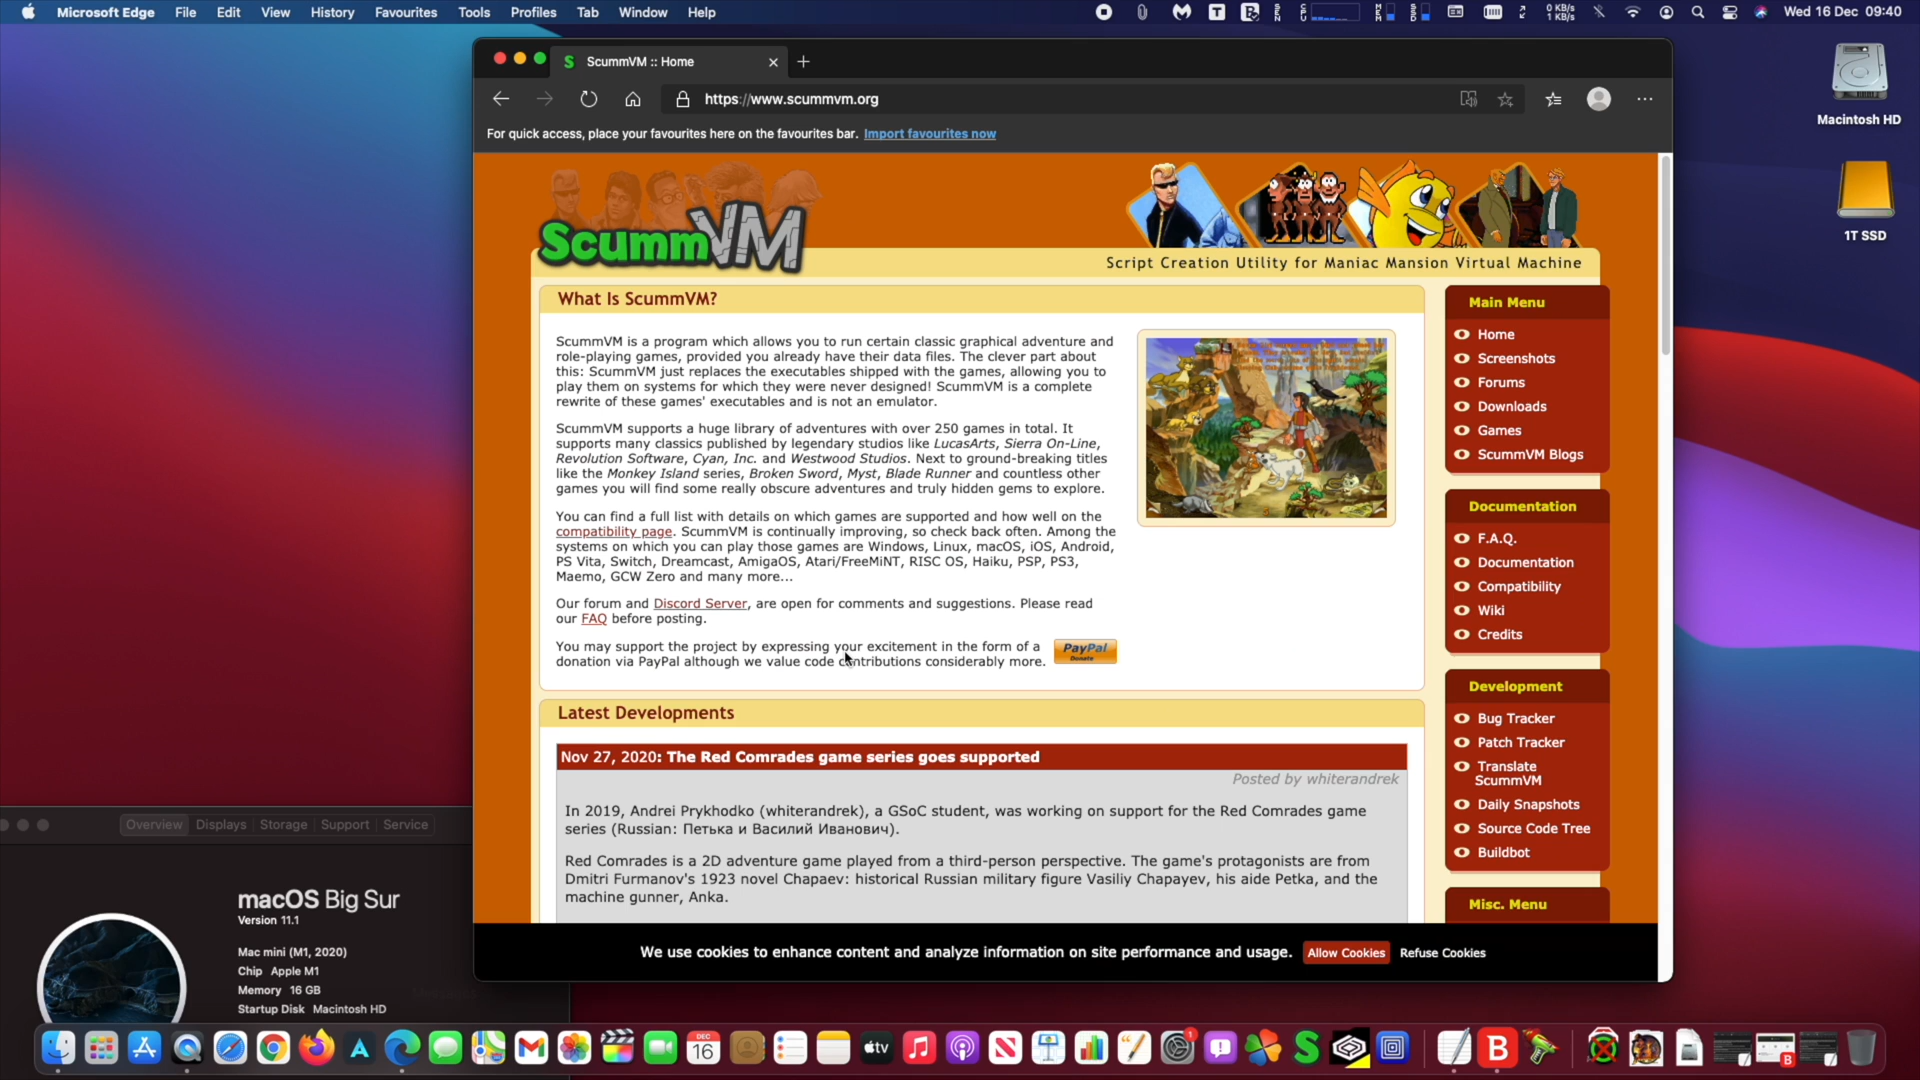 Microsoft Edge File Edit View History Favourites Tools Profiles Tab Window Help
0 KB/s
1 KB/s
Wed 16 Dec 09:40
ScummVM :: Home
https://www.scummvm.org
For quick access, place your favourites here on the favourites bar. Import favourites now
Macintosh HD
1T SSD
ScummVM
Script Creation Utility for Maniac Mansion Virtual Machine
What Is ScummVM?
ScummVM is a program which allows you to run certain classic graphical adventure and
role-playing games, provided you already have their data files. The clever part about
this: ScummVM just replaces the executables shipped with the games, allowing you to
play them on systems for which they were never designed! ScummVM is a complete
rewrite of these games' executables and is not an emulator.
ScummVM supports a huge library of adventures with over 250 games in total. It
supports many classics published by legendary studios like LucasArts, Sierra On-Line,
Revolution Software, Cyan, Inc. and Westwood Studios. Next to ground-breaking titles
like the Monkey Island series, Broken Sword, Myst, Blade Runner and countless other
games you will find some really obscure adventures and truly hidden gems to explore.
You can find a full list with details on which games are supported and how well on the
compatibility page. ScummVM is continually improving, so check back often. Among the
systems on which you can play those games are Windows, Linux, macOS, iOS, Android,
PS Vita, Switch, Dreamcast, AmigaOS, Atari/FreeMiNT, RISC OS, Haiku, PSP, PS3,
Maemo, GCW Zero and many more...
Our forum and Discord Server, are open for comments and suggestions. Please read
our FAQ before posting.
You may support the project by expressing your excitement in the form of a
donation via PayPal although we value code contributions considerably more.
PayPal
Donate
Main Menu
Home
Screenshots
Forums
Downloads
Games
ScummVM Blogs
Documentation
F.A.Q.
Documentation
Compatibility
Wiki
Credits
Development
Bug Tracker
Patch Tracker
Translate
ScummVM
Daily Snapshots
Source Code Tree
Buildbot
Misc. Menu
Latest Developments
Nov 27, 2020: The Red Comrades game series goes supported
Posted by whiterandrek
In 2019, Andrei Prykhodko (whiterandrek), a GSoC student, was working on support for the Red Comrades game
series (Russian: Петька и Василий Иванович).
Red Comrades is a 2D adventure game played from a third-person perspective. The game's protagonists are from
Dmitri Furmanov's 1923 novel Chapaev: historical Russian military figure Vasiliy Chapayev, his aide Petka, and the
machine gunner, Anka.
We use cookies to enhance content and analyze information on site performance and usage. Allow Cookies Refuse Cookies
Overview Displays Storage Support Service
macOS Big Sur
Version 11.1
Mac mini (M1, 2020)
Chip Apple M1
Memory 16 GB
Startup Disk Macintosh HD
DEC
16
tv
1